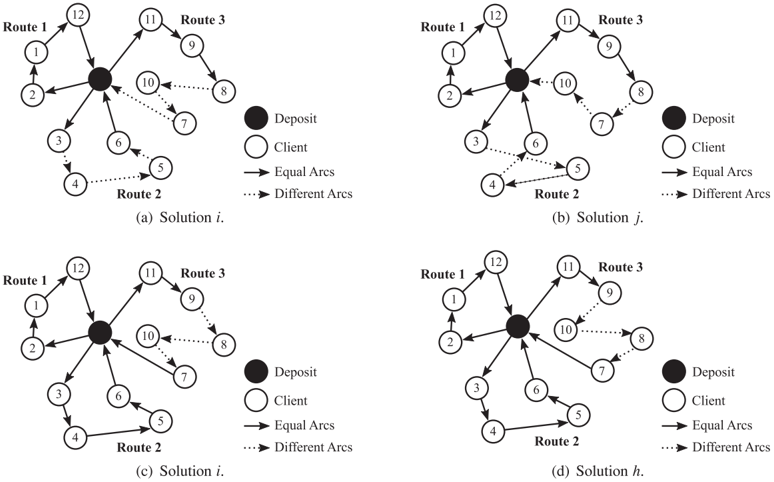 Route 1
12
11
Route 3
9
1
10
8
2
7
3
6
5
4
Route 2
Deposit
Client
Equal Arcs
Different Arcs
(a) Solution i.
Route 1
12
11
Route 3
9
1
10
8
2
7
3
6
5
4
Route 2
Deposit
Client
Equal Arcs
Different Arcs
(b) Solution j.
Route 1
12
11
Route 3
9
1
10
8
2
7
3
6
5
4
Route 2
Deposit
Client
Equal Arcs
Different Arcs
(c) Solution i.
Route 1
12
11
Route 3
9
1
10
8
2
7
3
6
5
4
Route 2
Deposit
Client
Equal Arcs
Different Arcs
(d) Solution h.